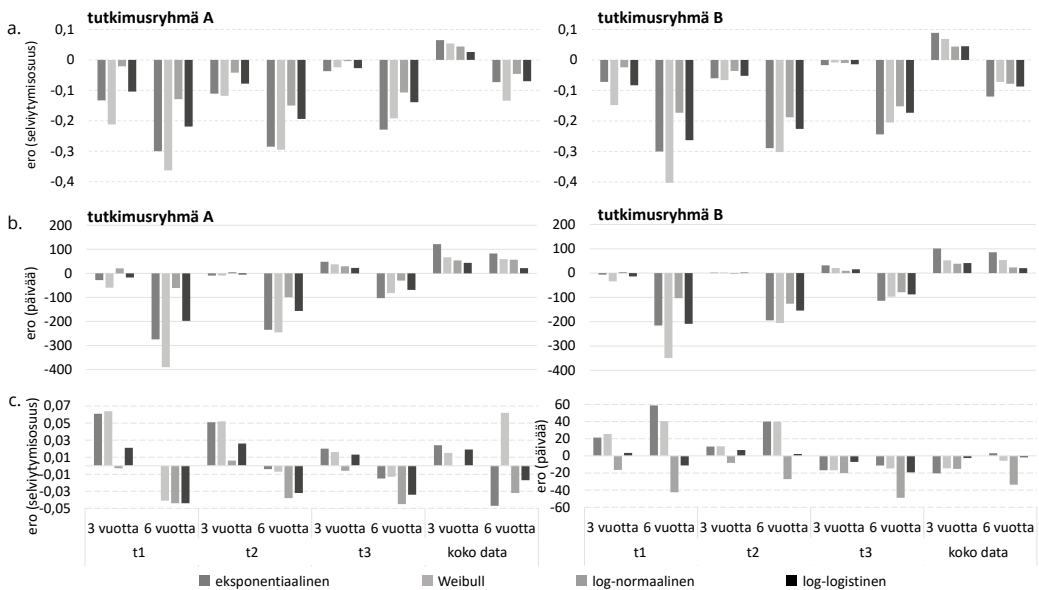 a.
tutkimusryhmä A
0,1
0
-0,1
-0,2
-0,3
-0,4
ero (selviytymisosuus)
tutkimusryhmä B
0,1
0
-0,1
-0,2
-0,3
-0,4
ero (selviytymisosuus)
b.
tutkimusryhmä A
200
100
0
-100
-200
-300
-400
ero (päivää)
tutkimusryhmä B
200
100
0
-100
-200
-300
-400
ero (päivää)
c.
0,07
0,05
0,03
0,01
-0,01
-0,03
-0,05
ero (selviytymisosuus)
60
40
20
0
-20
-40
-60
ero (päivää)
3 vuotta 6 vuotta 3 vuotta 6 vuotta 3 vuotta 6 vuotta 3 vuotta 6 vuotta
t1 t2 t3 koko data
3 vuotta 6 vuotta 3 vuotta 6 vuotta 3 vuotta 6 vuotta 3 vuotta 6 vuotta
t1 t2 t3 koko data
eksponentiaalinen Weibull log-normaalinen log-logistinen